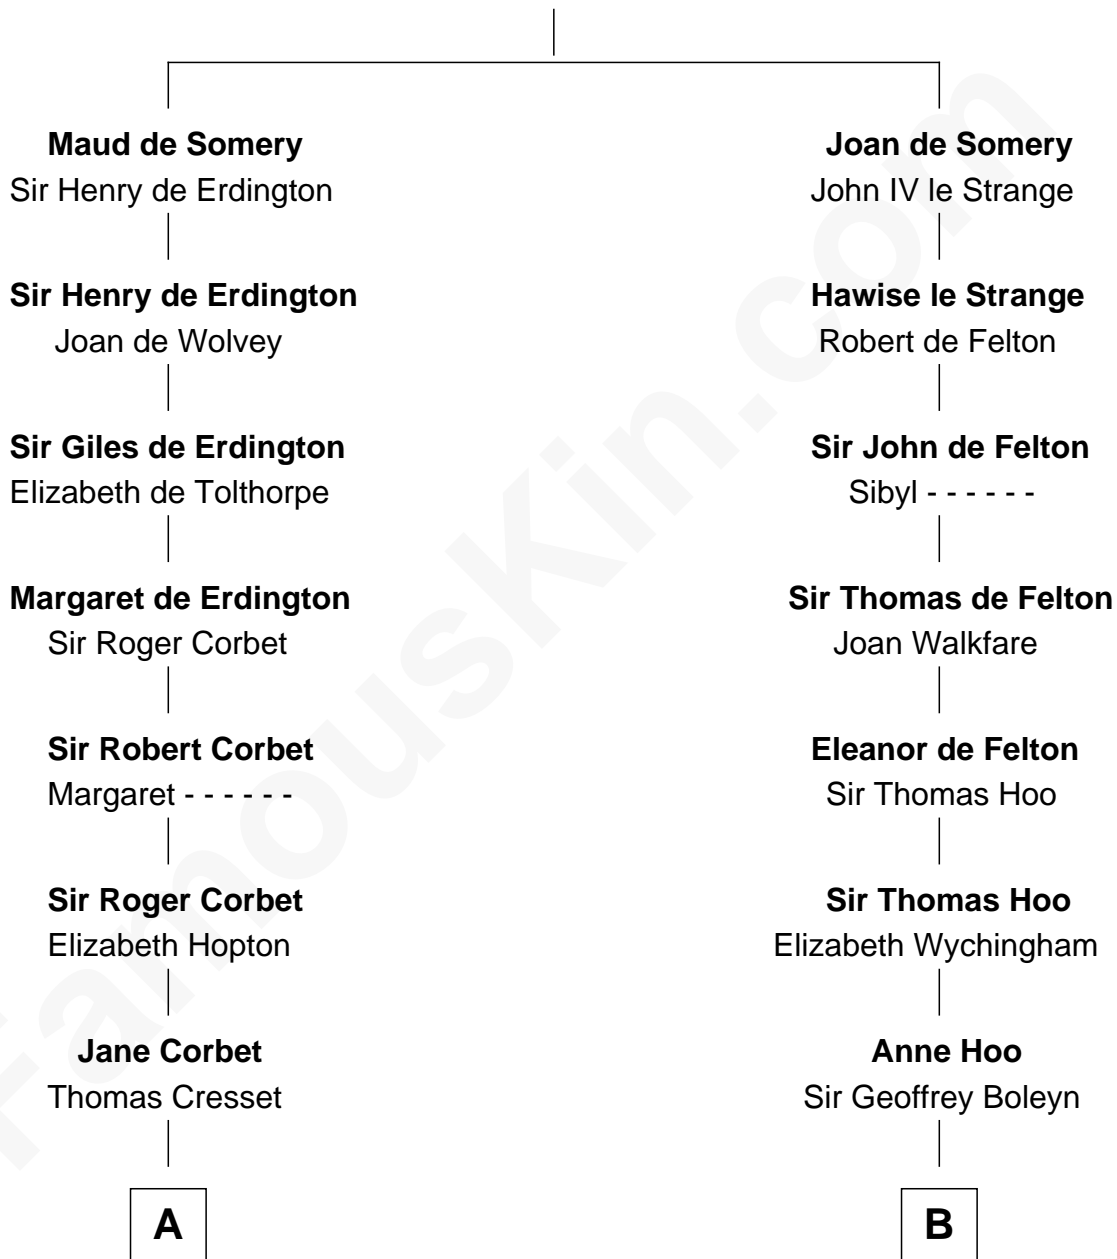 Maud de Somery
Sir Henry de Erdington
Sir Henry de Erdington
Joan de Wolvey
Sir Giles de Erdington
Elizabeth de Tolthorpe
Margaret de Erdington
Sir Roger Corbet
Sir Robert Corbet
Margaret - - - - - -
Sir Roger Corbet
Elizabeth Hopton
Jane Corbet
Thomas Cresset
A
Joan de Somery
John IV le Strange
Hawise le Strange
Robert de Felton
Sir John de Felton
Sibyl - - - - - -
Sir Thomas de Felton
Joan Walkfare
Eleanor de Felton
Sir Thomas Hoo
Sir Thomas Hoo
Elizabeth Wychingham
Anne Hoo
Sir Geoffrey Boleyn
B
FamousKin.com